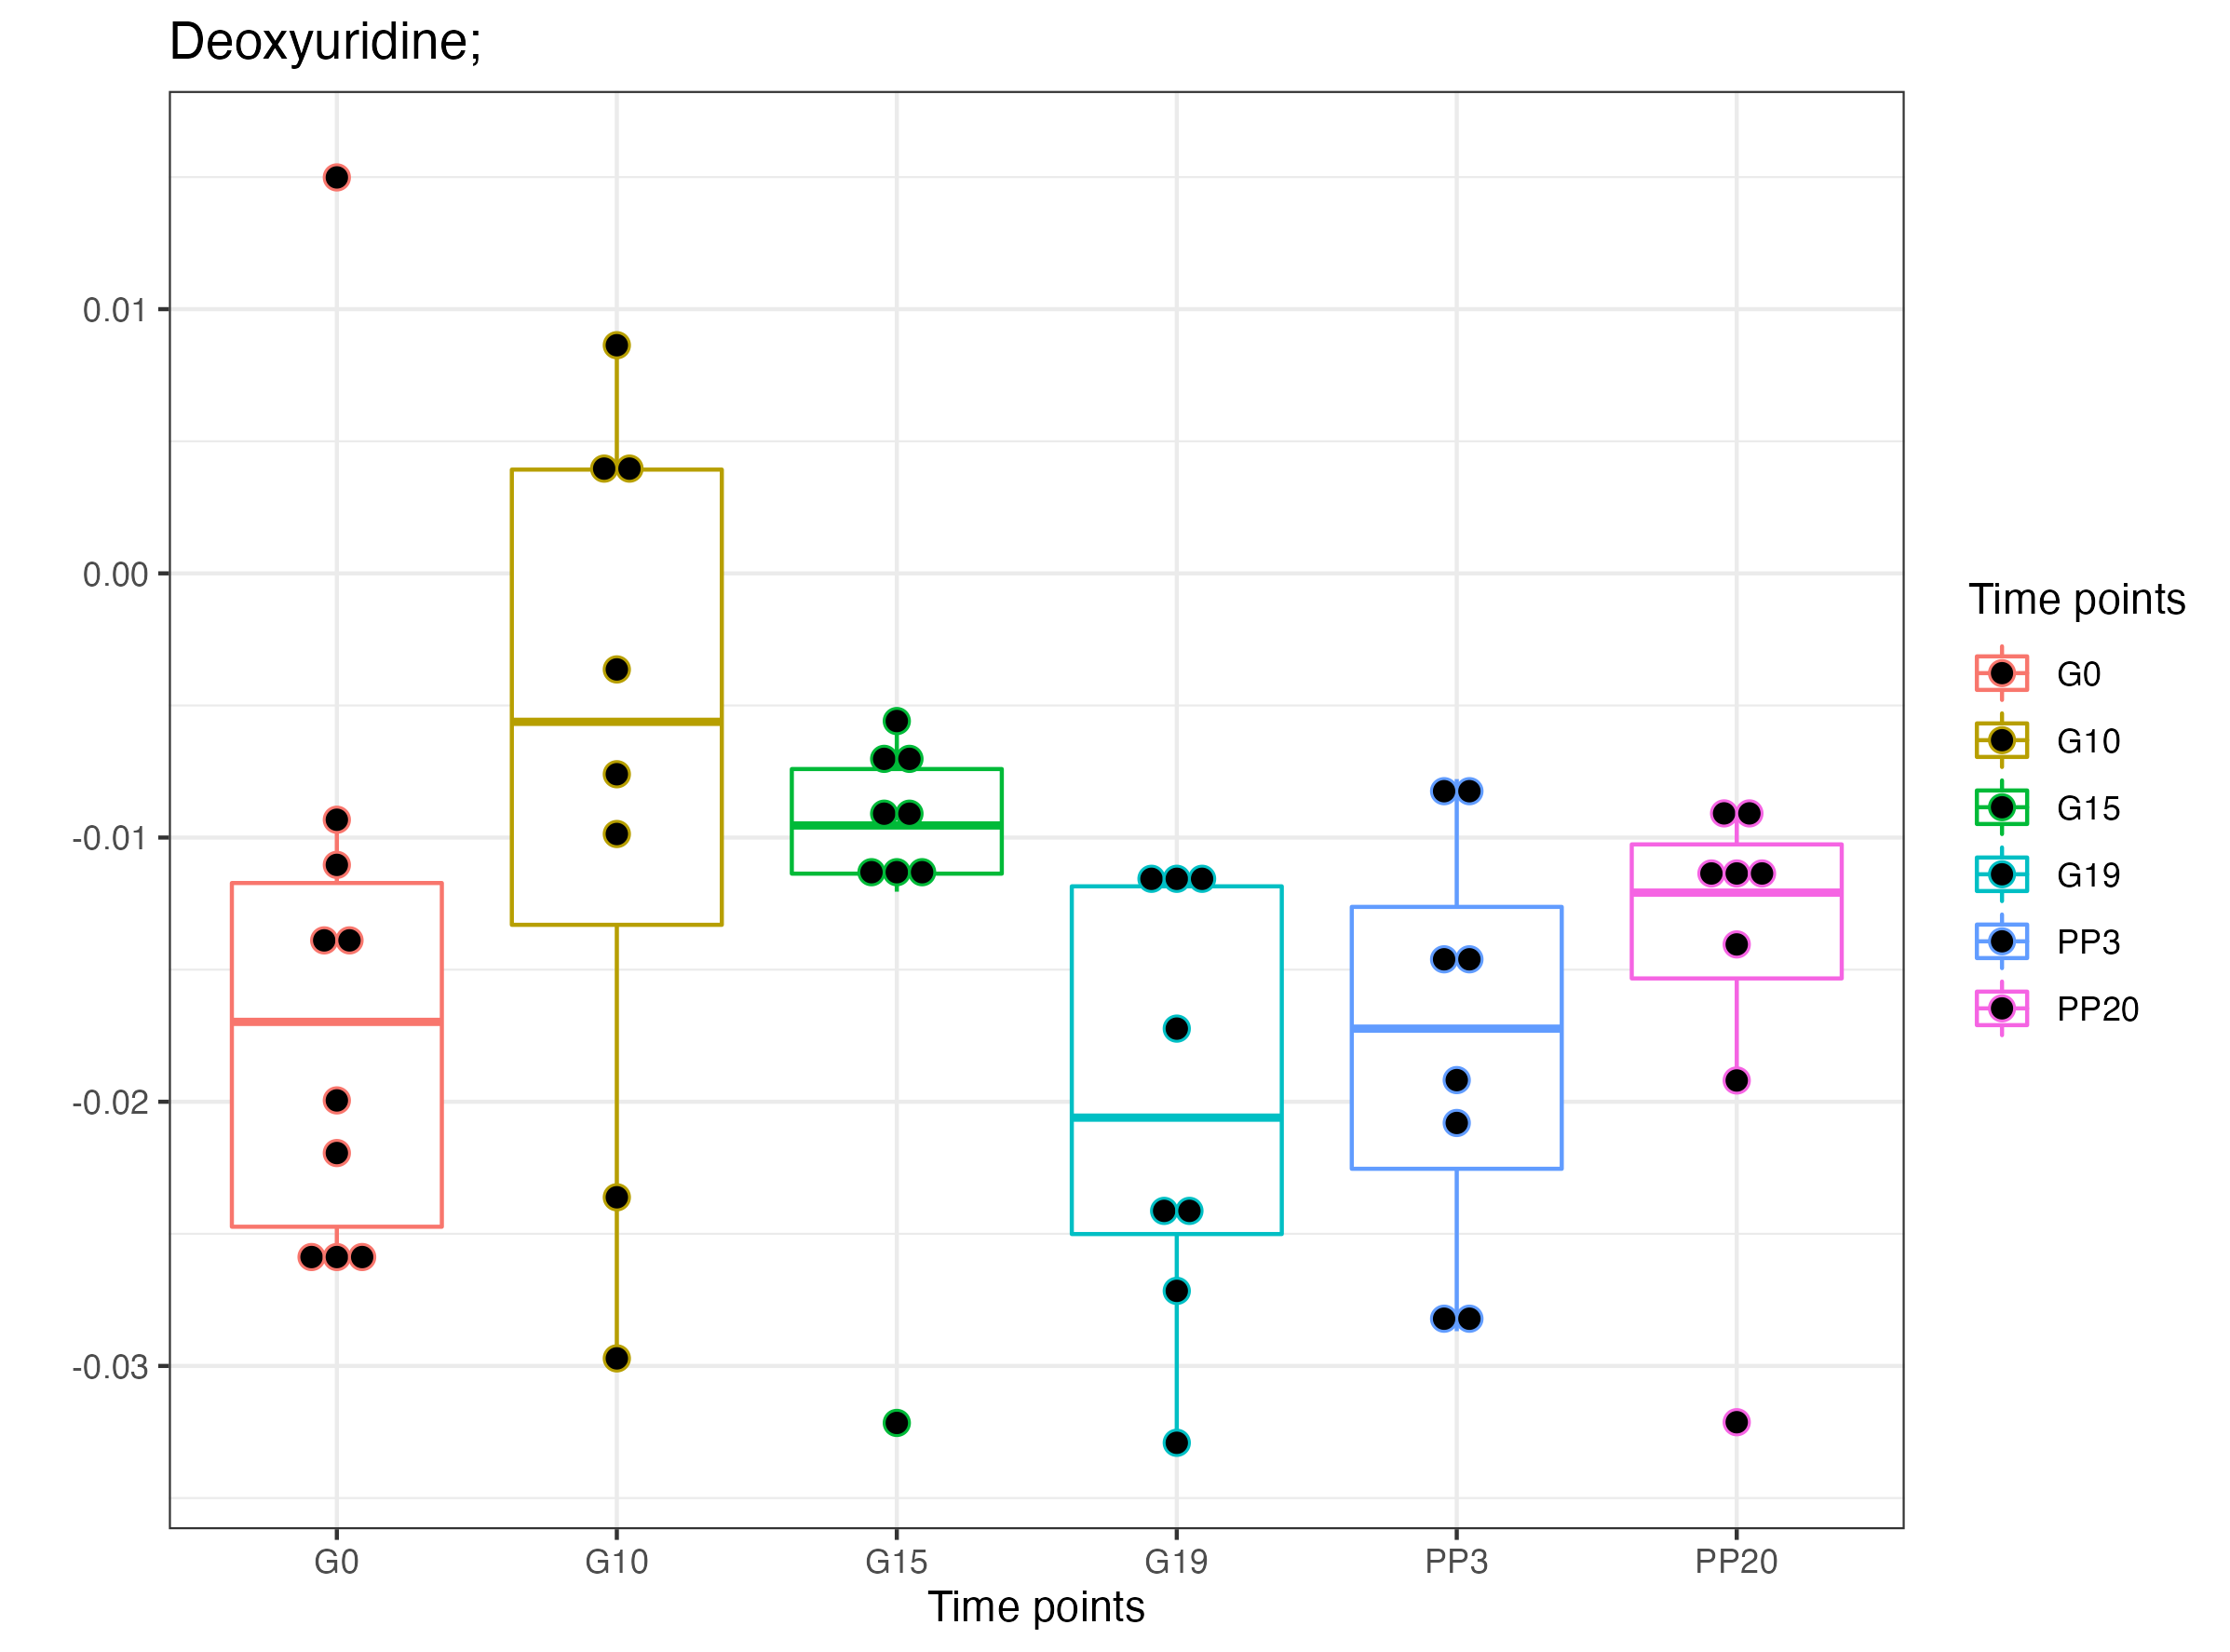 Deoxyuridine;
0.01
0.00
-0.01
-0.02
-0.03
G0 G10 G15 G19 PP3 PP20
Time points
Time points
G0
G10
G15
G19
PP3
PP20